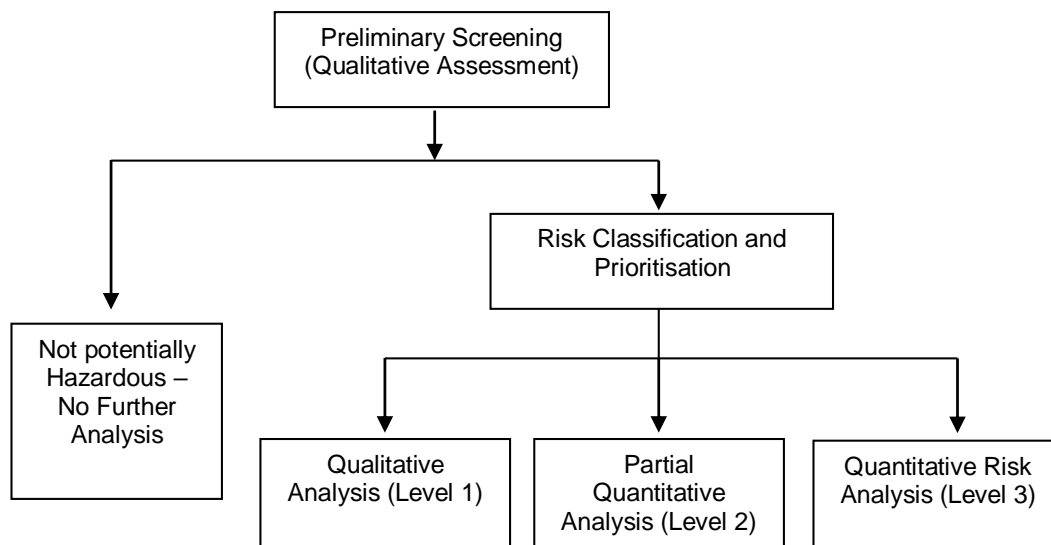 Preliminary Screening
(Qualitative Assessment)
Risk Classification and
Prioritisation
Not potentially
Hazardous –
No Further
Analysis
Qualitative
Analysis (Level 1)
Partial
Quantitative
Analysis (Level 2)
Quantitative Risk
Analysis (Level 3)